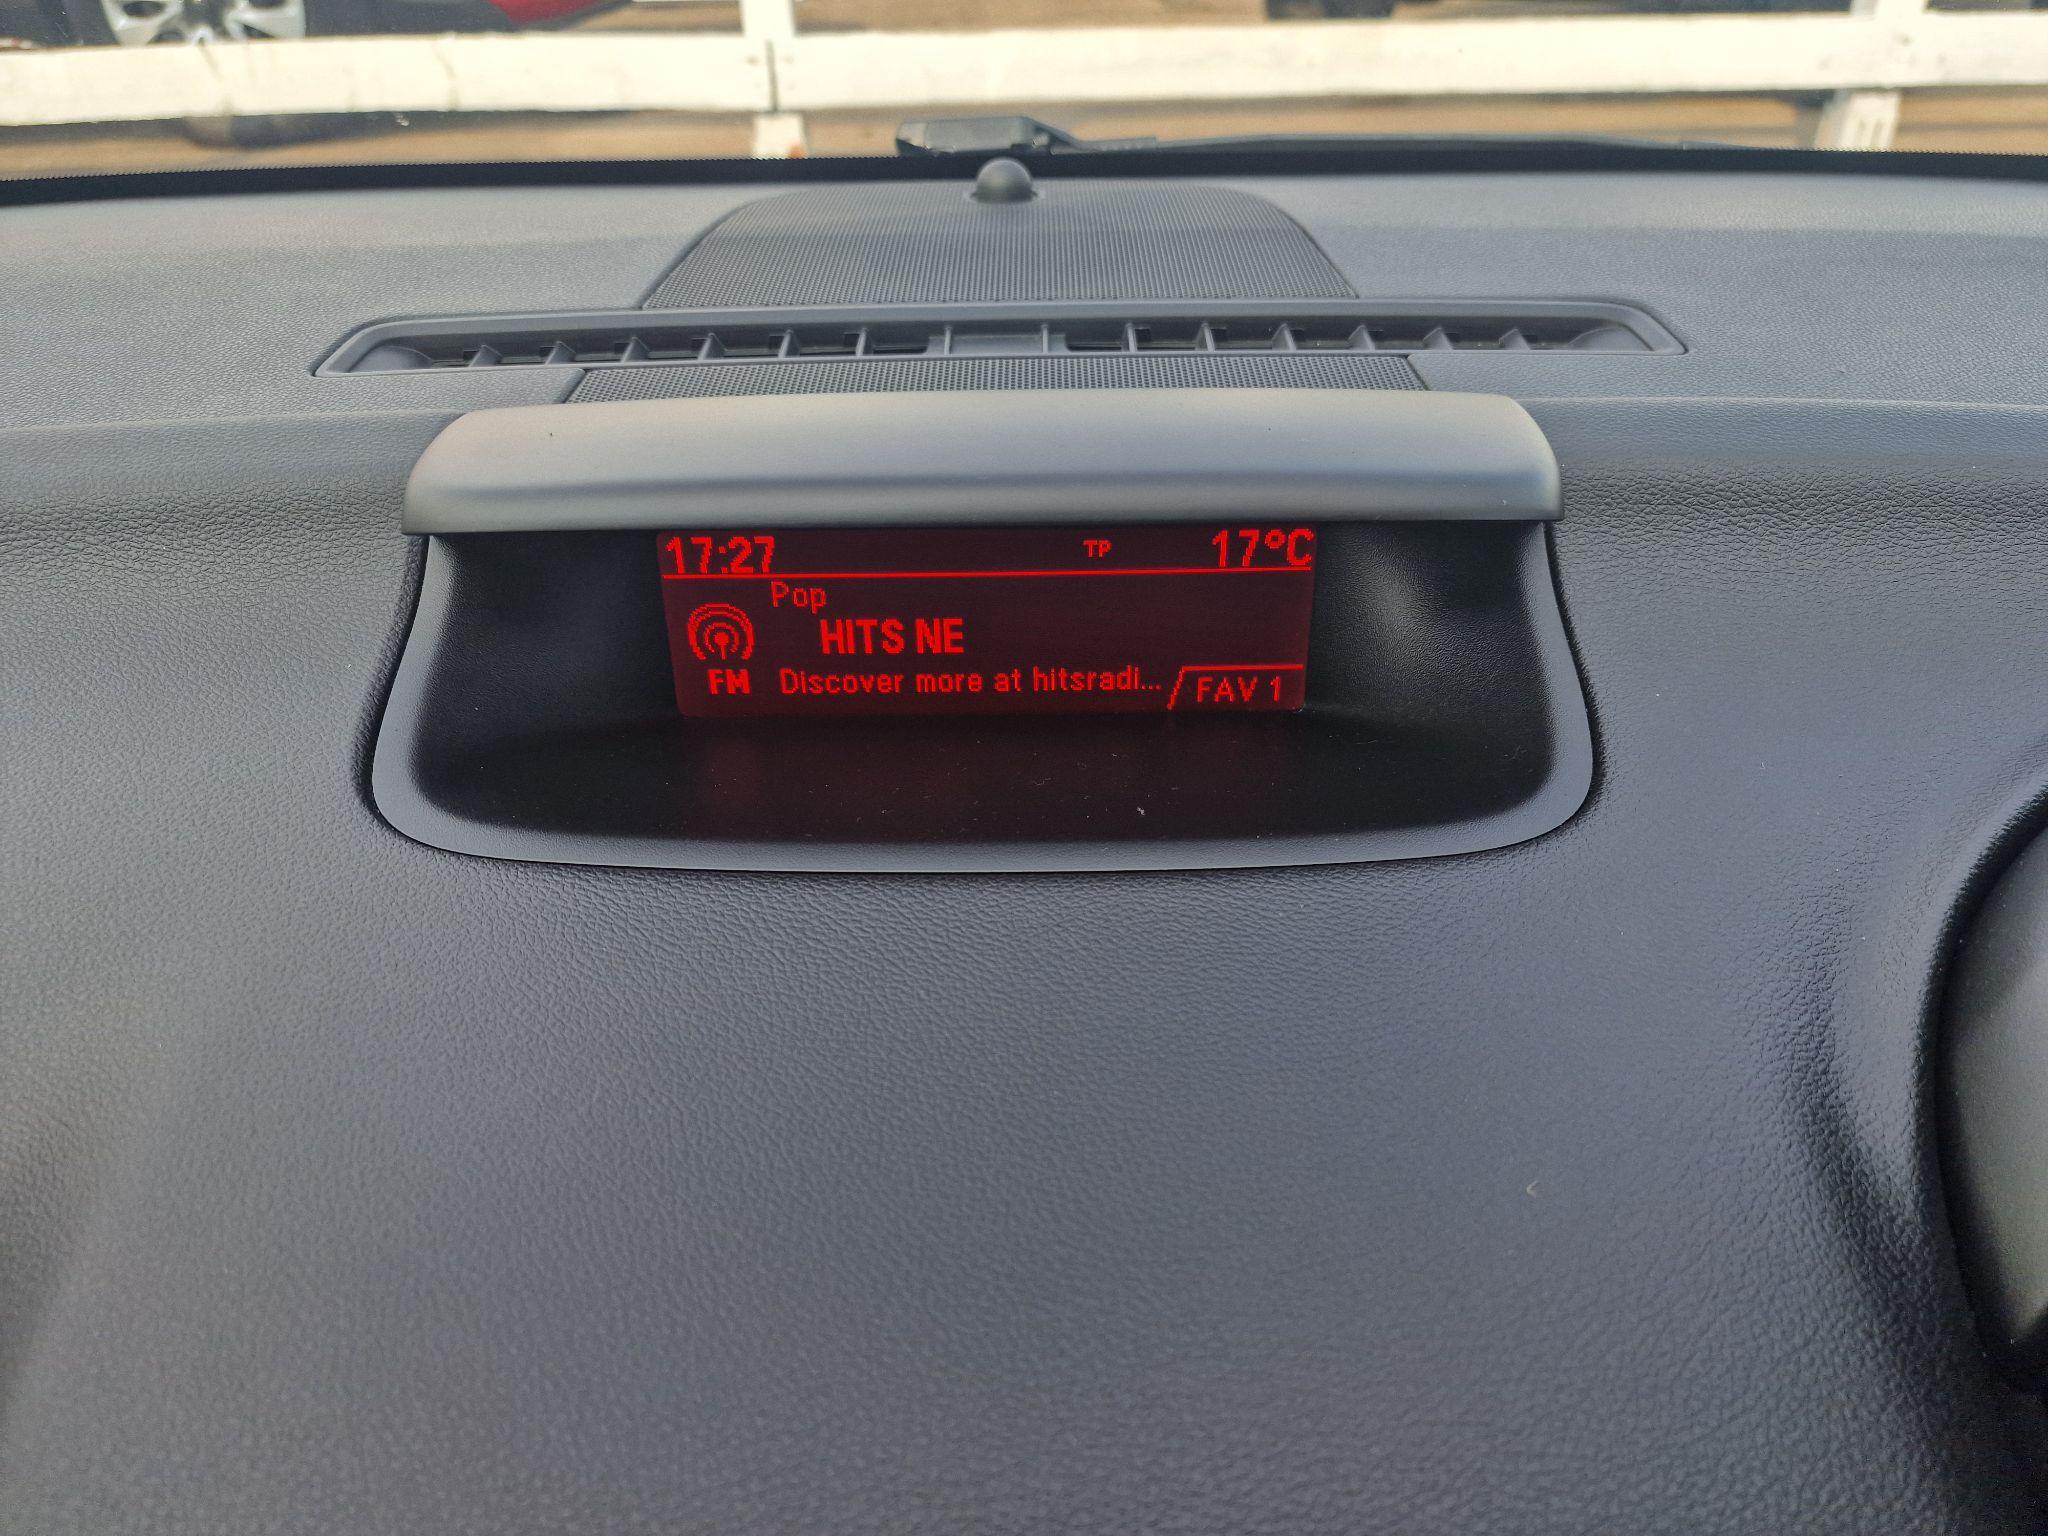 17:27 TP 17°C
Pop
HITS NE
FM Discover more at hitsradi... FAV 1